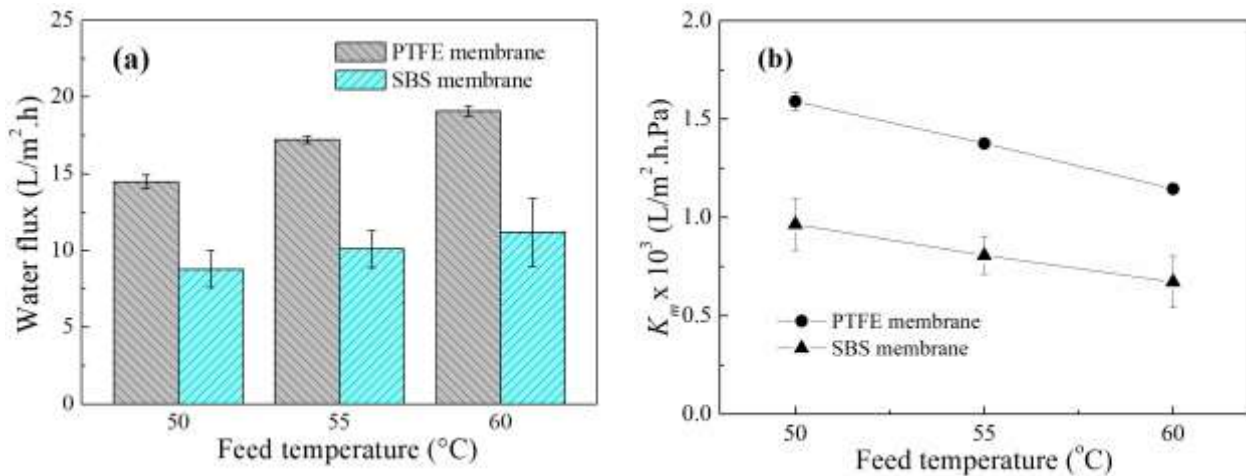 (a)
PTFE membrane
SBS membrane
Water flux (L/m².h)
25
20
15
10
5
0
50 55 60
Feed temperature (°C)
(b)
K_m x 10³ (L/m².h.Pa)
2.0
1.5
1.0
0.5
0.0
PTFE membrane
SBS membrane
50 55 60
Feed temperature (°C)